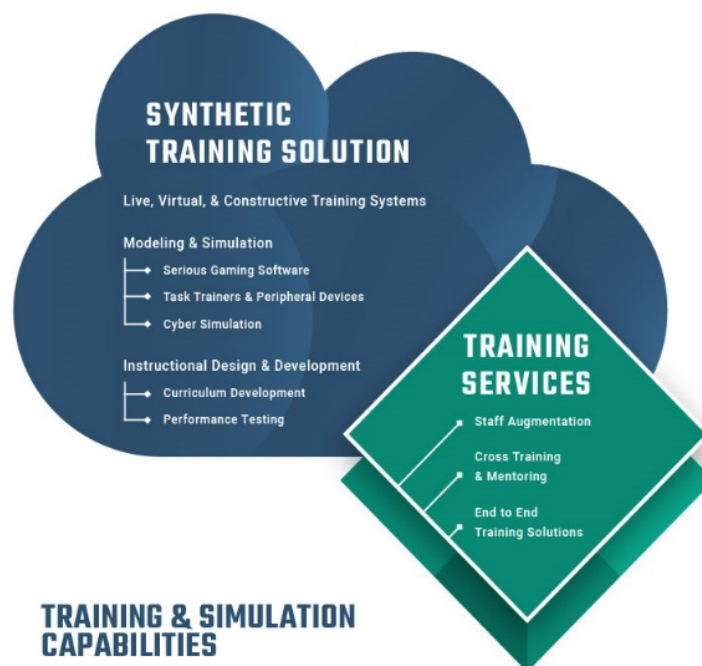 SYNTHETIC
TRAINING SOLUTION
Live, Virtual, & Constructive Training Systems
Modeling & Simulation
Serious Gaming Software
Task Trainers & Peripheral Devices
Cyber Simulation
Instructional Design & Development
Curriculum Development
Performance Testing
TRAINING
SERVICES
Staff Augmentation
Cross Training
& Mentoring
End to End
Training Solutions
TRAINING & SIMULATION
CAPABILITIES